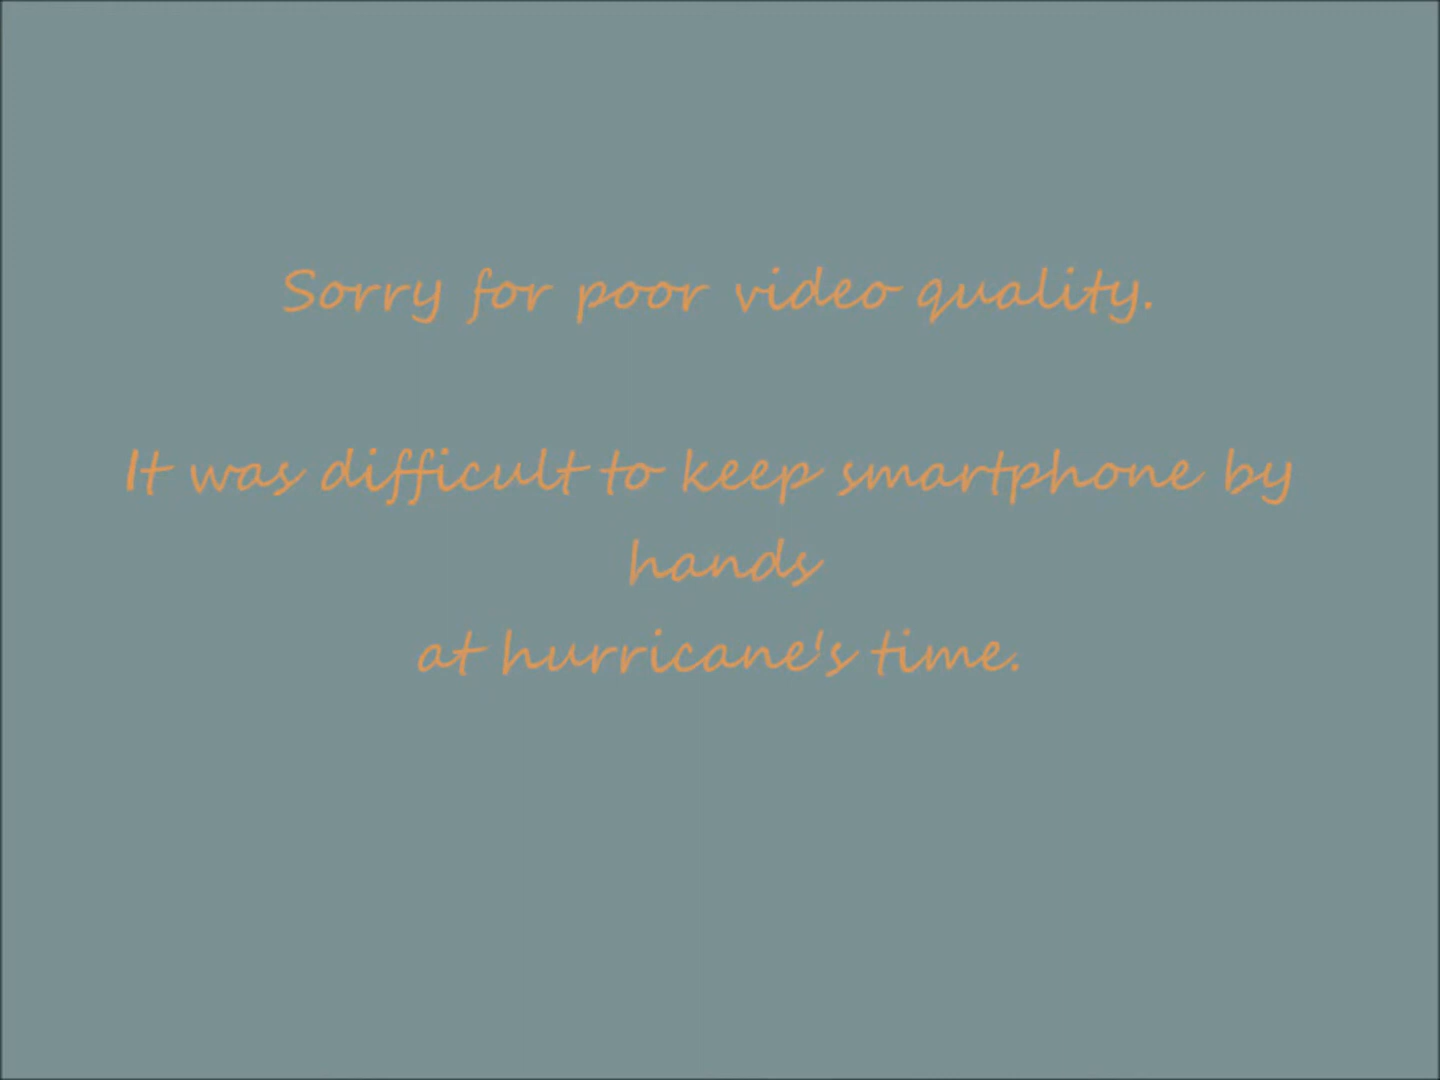 Sorry for poor video quality.
It was difficult to keep smartphone by
hands
at hurricane's time.